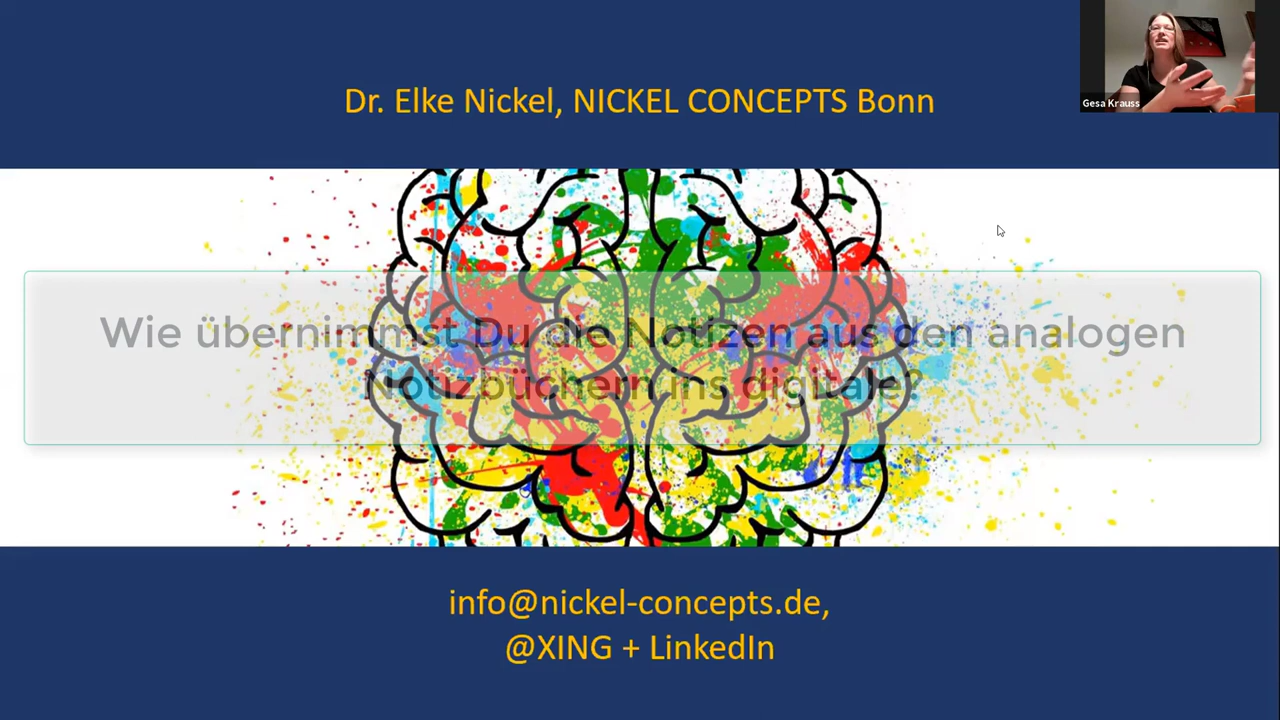 Dr. Elke Nickel, NICKEL CONCEPTS Bonn
Gesa Krauss
Wie übernimmst Du die Notizen aus den analogen
Notizbüchern ins digitale?
info@nickel-concepts.de,
@XING + LinkedIn